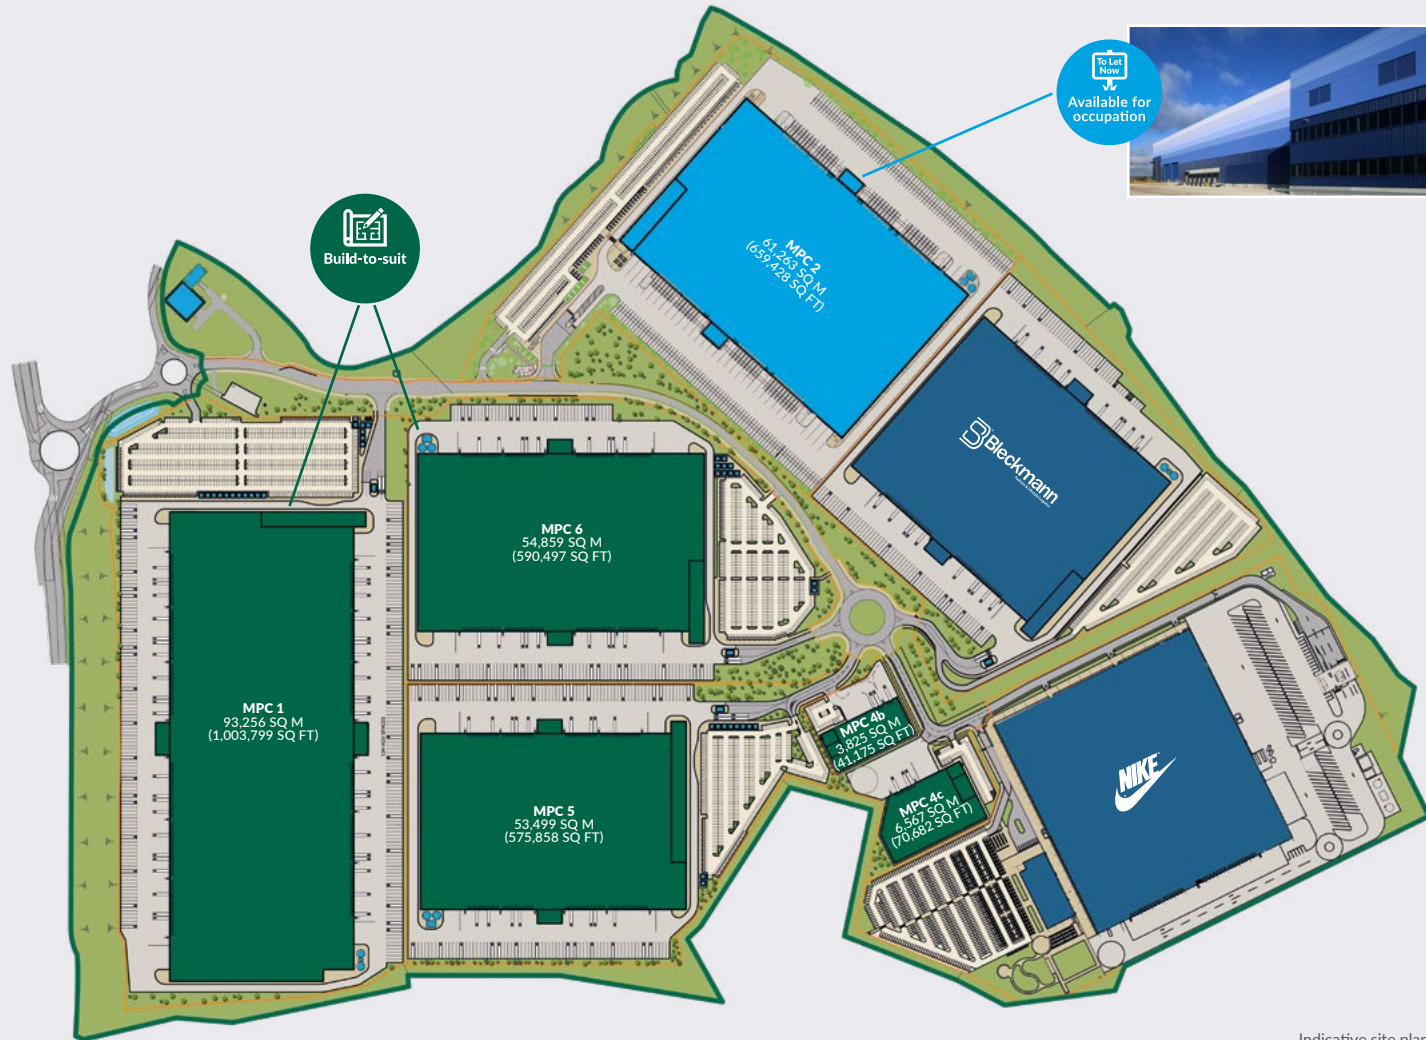 To Let
Now
Available for
occupation
Build-to-suit
MPC 2
61,263 SQ M
(659,428 SQ FT)
Bleckmann
MPC 6
54,859 SQ M
(590,497 SQ FT)
MPC 1
93,256 SQ M
(1,003,799 SQ FT)
MPC 4b
3,825 SQ M
(41,175 SQ FT)
MPC 4c
6,567 SQ M
(70,682 SQ FT)
NIKE
MPC 5
53,499 SQ M
(575,858 SQ FT)
Indicative site plan